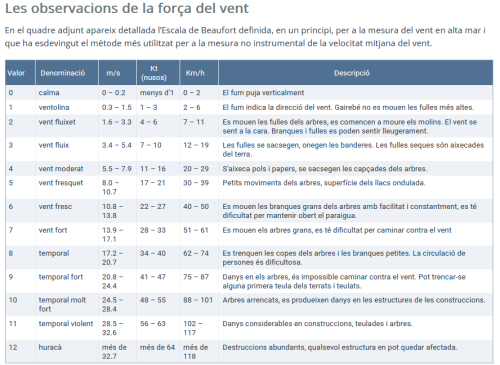 Les observacions de la força del vent
En el quadre adjunt apareix detallada l'Escala de Beaufort definida, en un principi, per a la mesura del vent en alta mar i
que ha esdevingut el mètode més utilitzat per a la mesura no instrumental de la velocitat mitjana del vent.
Valor Denominació m/s Kt (nusos) Km/h Descripció
0 calma 0 – 0.2 menys d'1 0 – 2 El fum puja verticalment
1 ventolina 0.3 – 1.5 1 – 3 2 – 6 El fum indica la direcció del vent. Gairebé no es mouen les fulles més altes.
2 vent fluixet 1.6 – 3.3 4 – 6 7 – 11 Es mouen les fulles dels arbres, es comencen a moure els molins. El vent se
sent a la cara. Branques i fulles es poden sentir lleugerament.
3 vent fluix 3.4 – 5.4 7 – 10 12 – 19 Les fulles se sacsegen, onegen les banderes. Les fulles seques són aixecades
del terra.
4 vent moderat 5.5 – 7.9 11 – 16 20 – 29 S'aixeca pols i papers, se sacsegen les capçades dels arbres.
5 vent fresquet 8.0 – 10.7 17 – 21 30 – 39 Petits moviments dels arbres, superfície dels llacs ondulada.
6 vent fresc 10.8 – 13.8 22 – 27 40 – 50 Es mouen les branques grans dels arbres amb facilitat i constantment, es té
dificultat per mantenir obert el paraigua.
7 vent fort 13.9 – 17.1 28 – 33 51 – 61 Es mouen els arbres grans, es té dificultat per caminar contra el vent
8 temporal 17.2 – 20.7 34 – 40 62 – 74 Es trenquen les copes dels arbres i les branques petites. La circulació de
persones és dificultosa.
9 temporal fort 20.8 – 24.4 41 – 47 75 – 87 Danys en els arbres, és impossible caminar contra el vent. Pot trencar-se
alguna primera teula dels terrats i teulats.
10 temporal molt fort 24.5 – 28.4 48 – 55 88 – 101 Arbres arrencats, es produeixen danys en les estructures de les construccions.
11 temporal violent 28.5 – 32.6 56 – 63 102 – 117 Danys considerables en construccions, teulades i arbres.
12 huracà més de 32.7 més de 64 més de 118 Destruccions abundants, qualsevol estructura en pot quedar afectada.